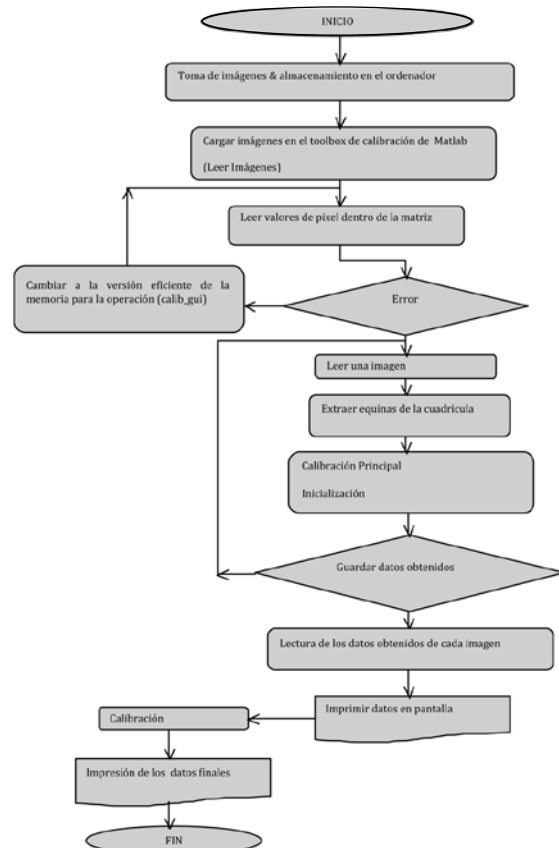 INICIO
Toma de imágenes & almacenamiento en el ordenador
Cargar imágenes en el toolbox de calibración de Matlab
(Leer Imágenes)
Leer valores de pixel dentro de la matriz
Cambiar a la versión eficiente de la
memoria para la operación (calib_gui)
Error
Leer una imagen
Extraer equinas de la cuadricula
Calibración Principal
Inicialización
Guardar datos obtenidos
Lectura de los datos obtenidos de cada imagen
Imprimir datos en pantalla
Calibración
Impresión de los datos finales
FIN